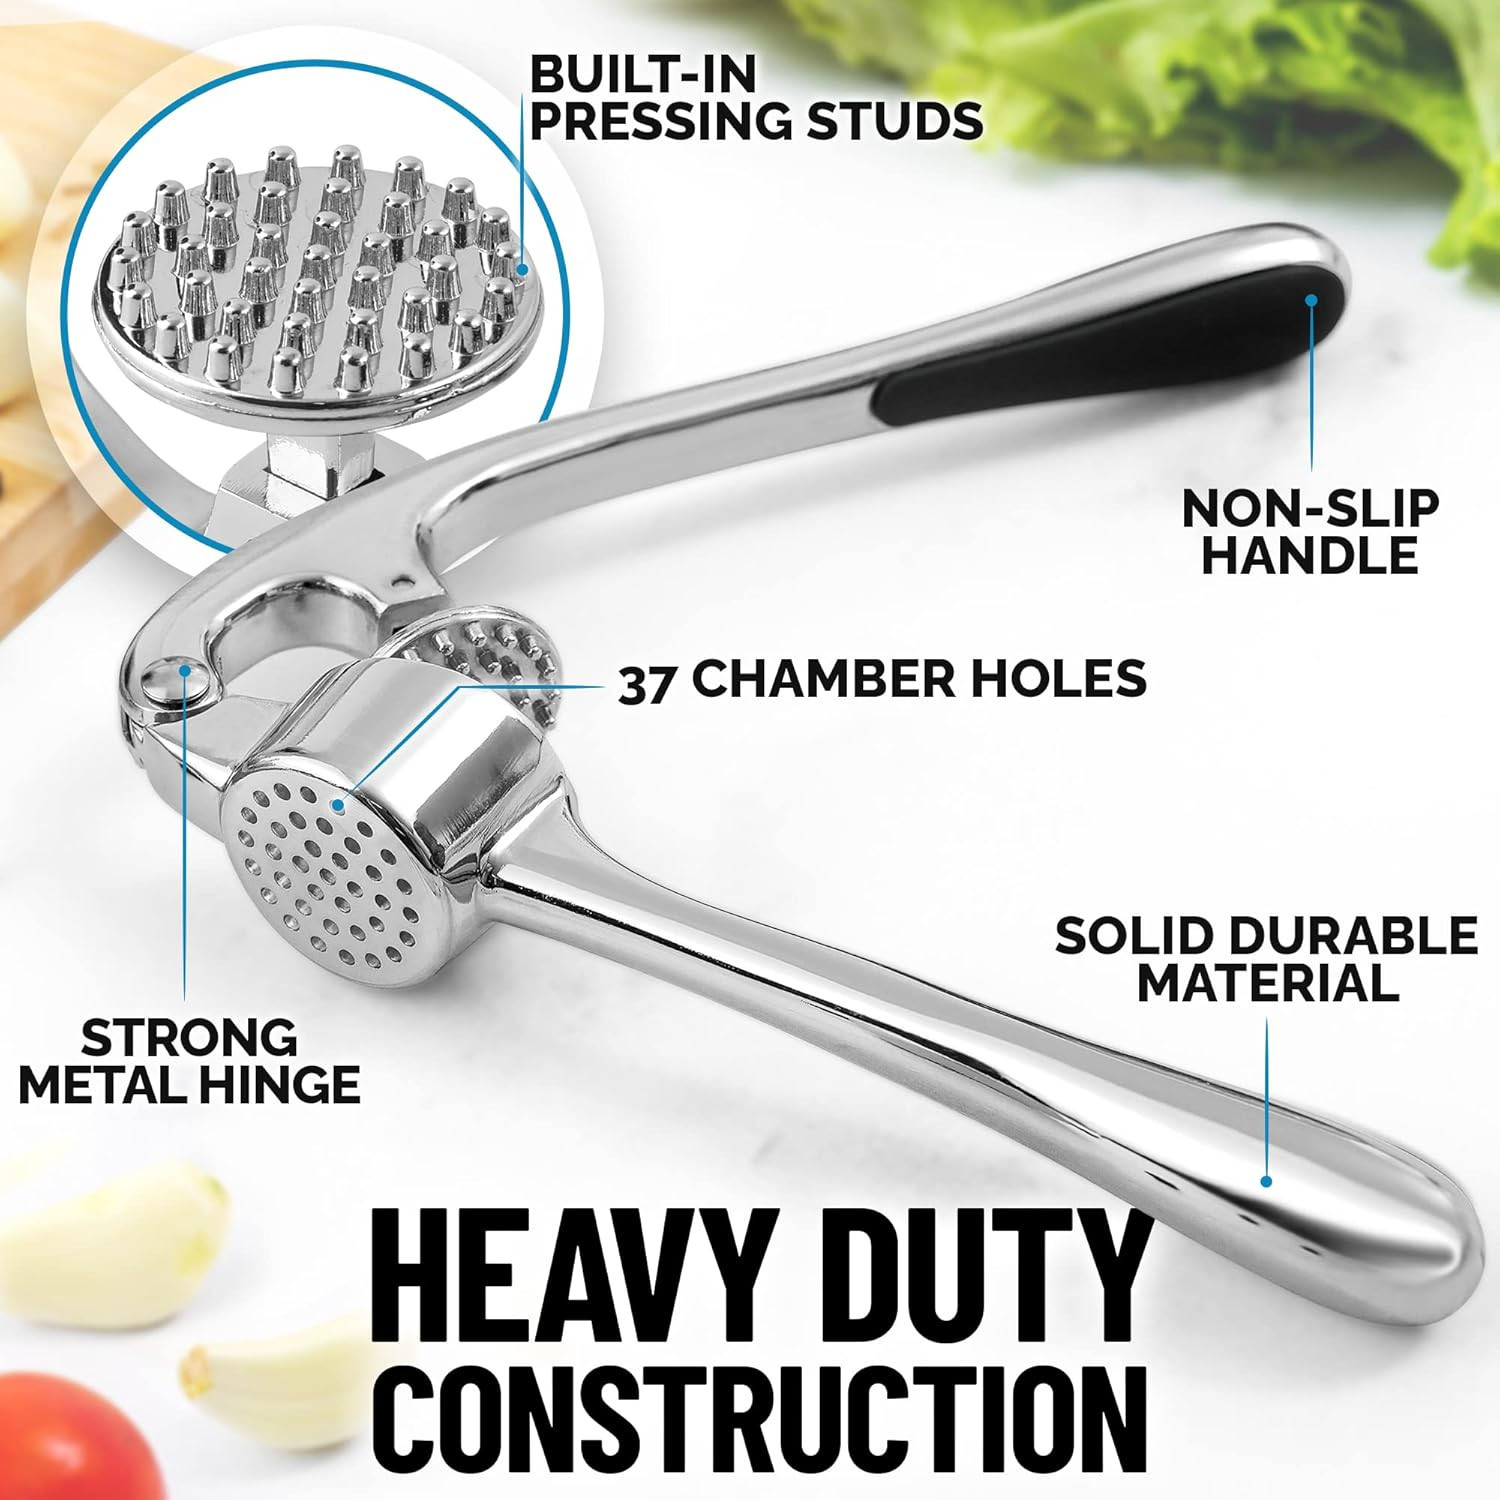 BUILT-IN
PRESSING STUDS
NON-SLIP
HANDLE
37 CHAMBER HOLES
SOLID DURABLE
MATERIAL
STRONG
METAL HINGE
HEAVY DUTY
CONSTRUCTION